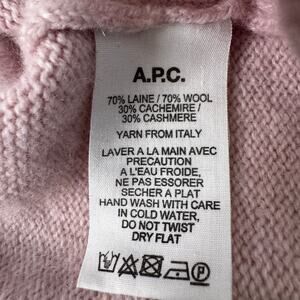 A.P.C.
70% LAINE / 70% WOOL
30% CACHEMIRE /
30% CASHMERE
YARN FROM ITALY
LAVER A LA MAIN AVEC
PRECAUTION
A L'EAU FROIDE,
NE PAS ESSORER
SECHER A PLAT
HAND WASH WITH CARE
IN COLD WATER,
DO NOT TWIST
DRY FLAT
P